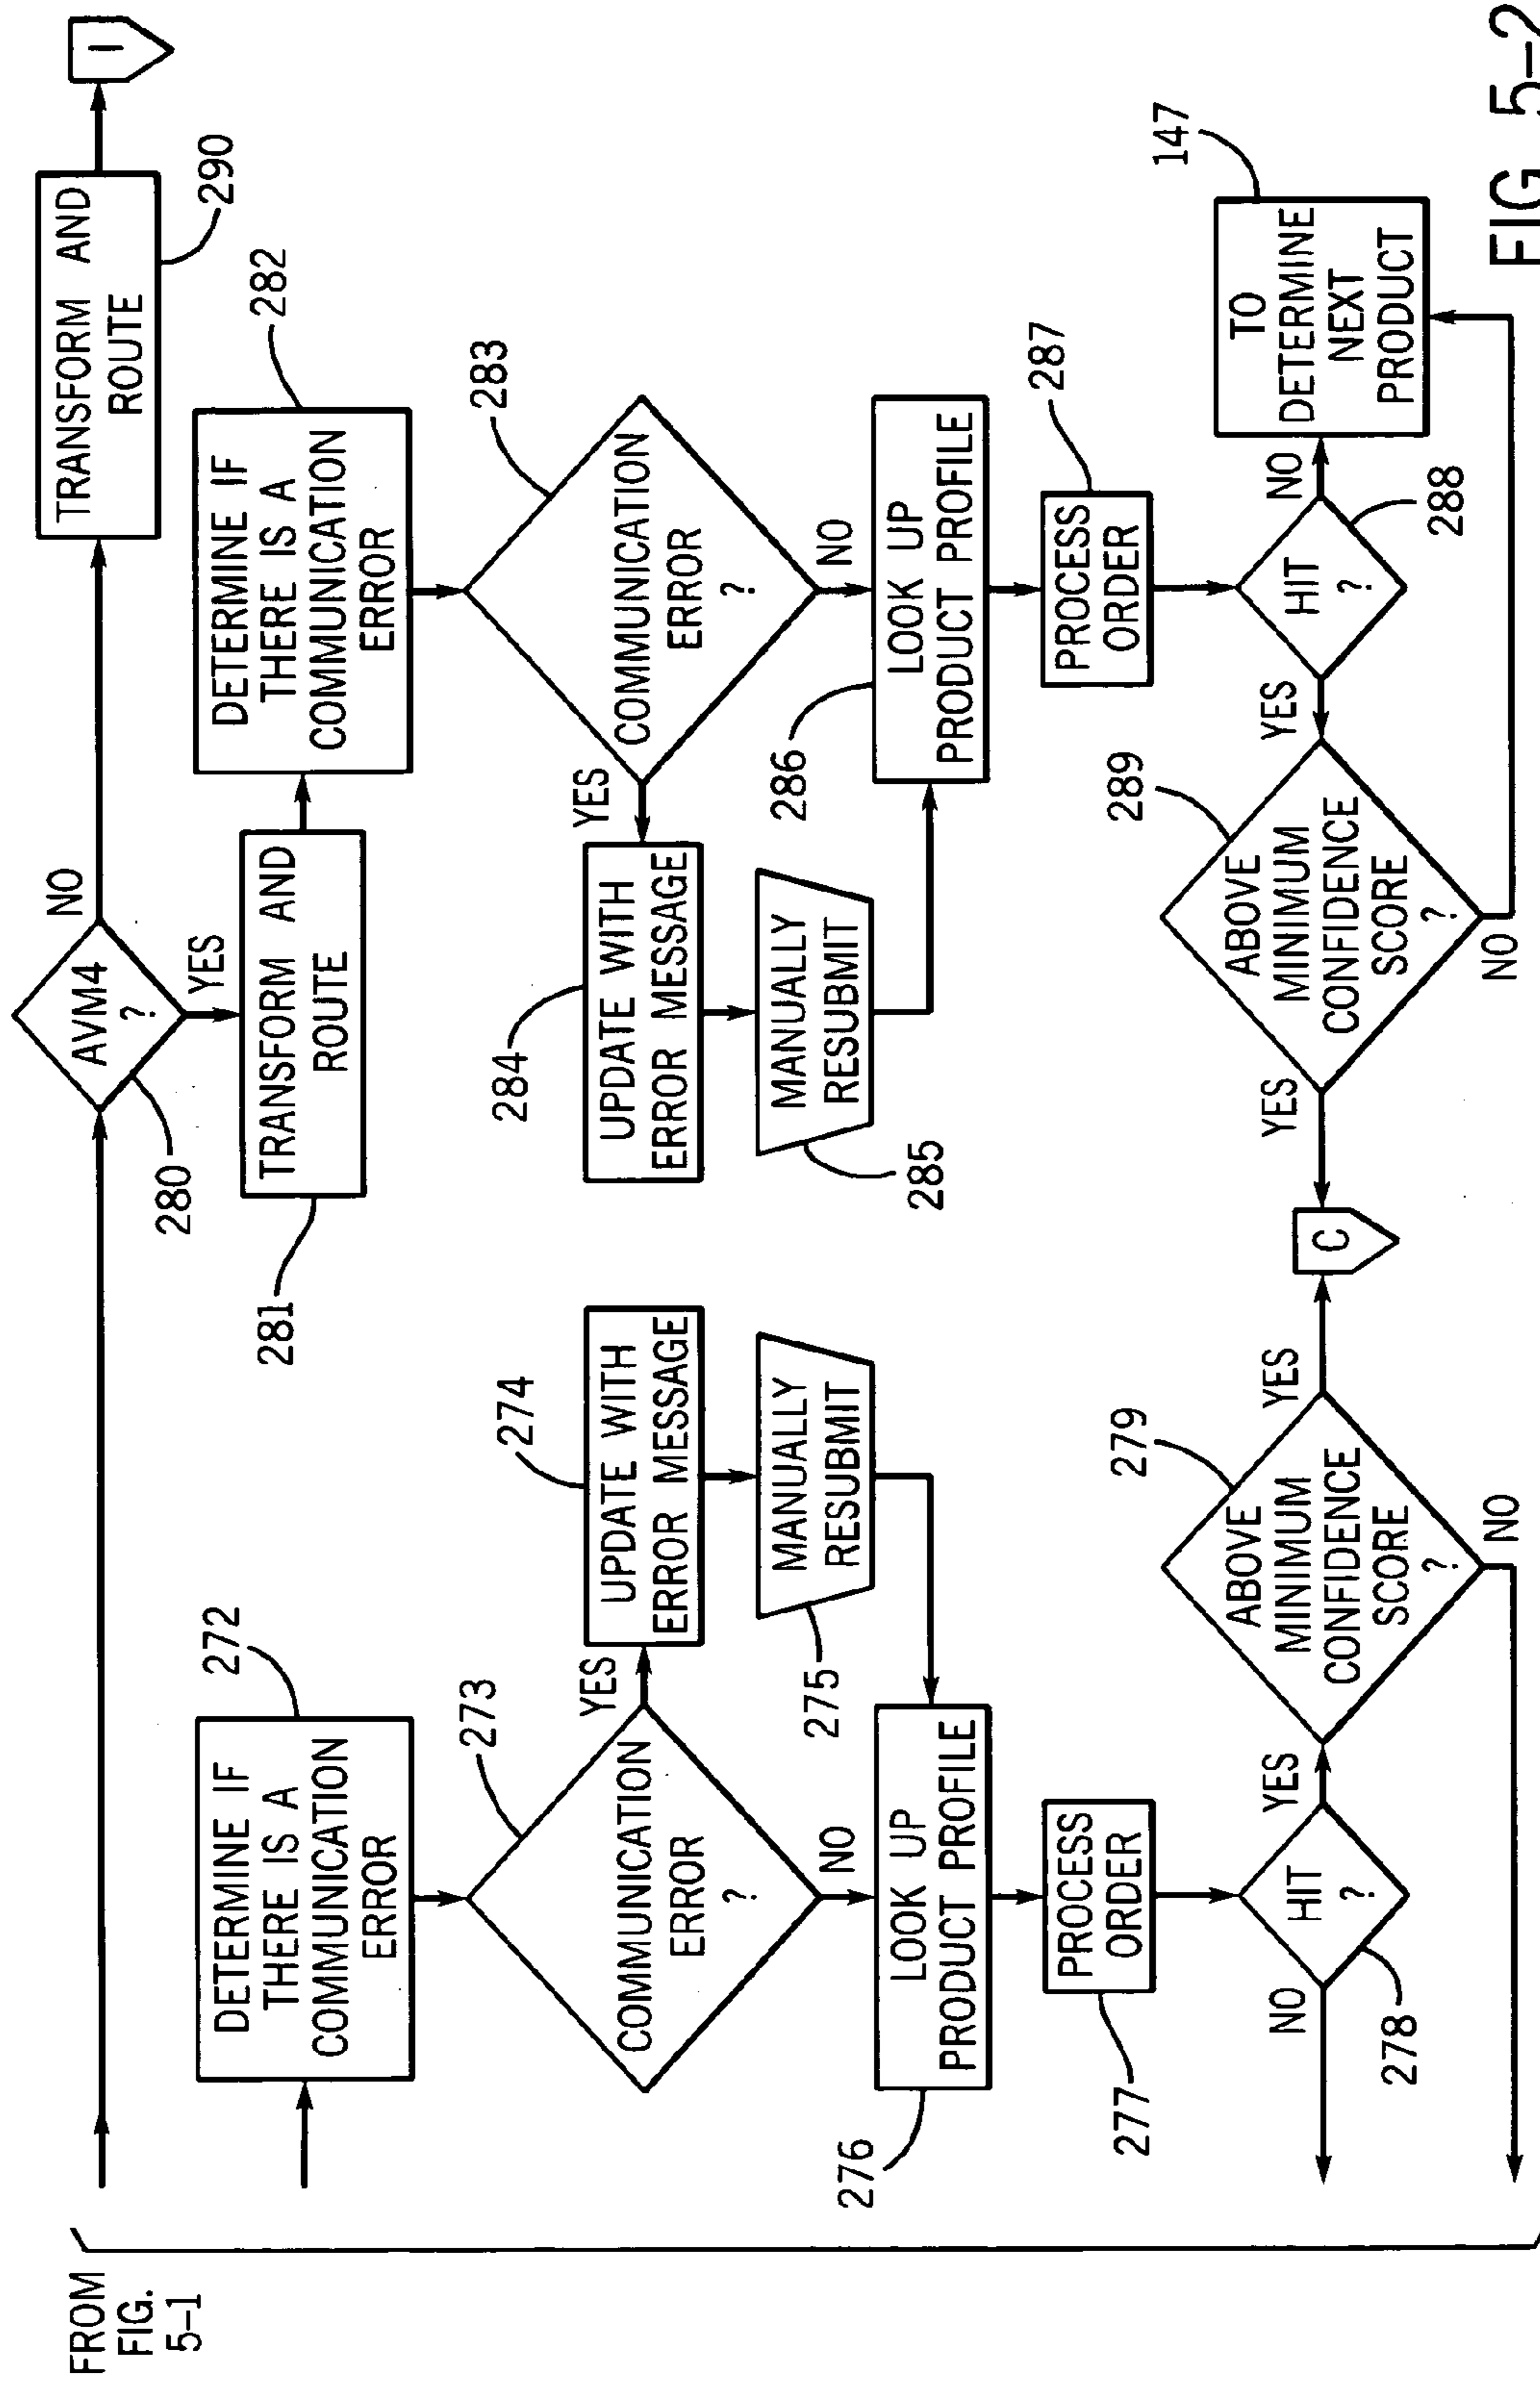 FROM
FIG.
5-1
AVM4
?
280
NO
YES
TRANSFORM AND
ROUTE
290
I
TRANSFORM AND
ROUTE
281
DETERMINE IF
THERE IS A
COMMUNICATION
ERROR
272
DETERMINE IF
THERE IS A
COMMUNICATION
ERROR
282
COMMUNICATION
ERROR
?
273
YES
NO
UPDATE WITH
ERROR MESSAGE
274
MANUALLY
RESUBMIT
275
UPDATE WITH
ERROR MESSAGE
284
MANUALLY
RESUBMIT
285
COMMUNICATION
ERROR
?
283
YES
NO
LOOK UP
PRODUCT PROFILE
276
LOOK UP
PRODUCT PROFILE
286
PROCESS
ORDER
277
PROCESS
ORDER
287
HIT
?
278
NO
YES
ABOVE
MINIMUM
CONFIDENCE
SCORE
?
279
YES
NO
C
ABOVE
MINIMUM
CONFIDENCE
SCORE
?
289
YES
NO
HIT
?
288
YES
NO
TO
DETERMINE
NEXT
PRODUCT
147
FIG. 5-2